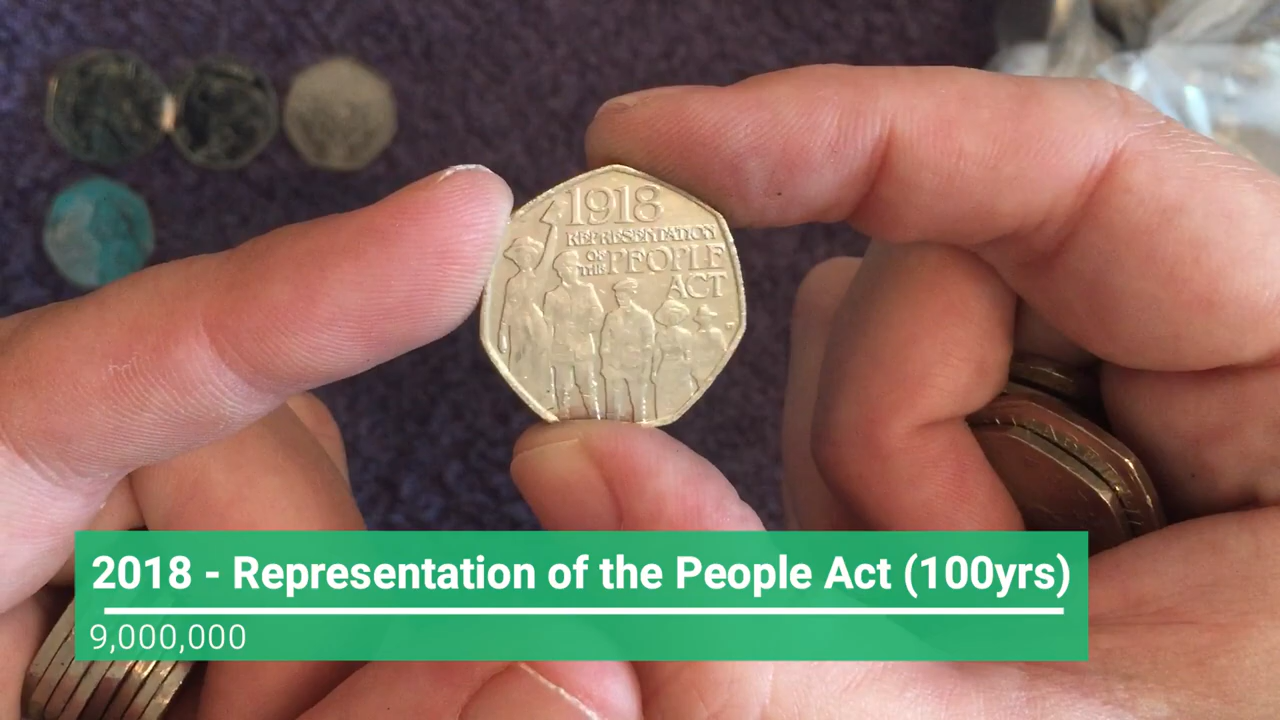 1918
REPRESENTATION
OF
THE PEOPLE
ACT
2018 - Representation of the People Act (100yrs)
9,000,000